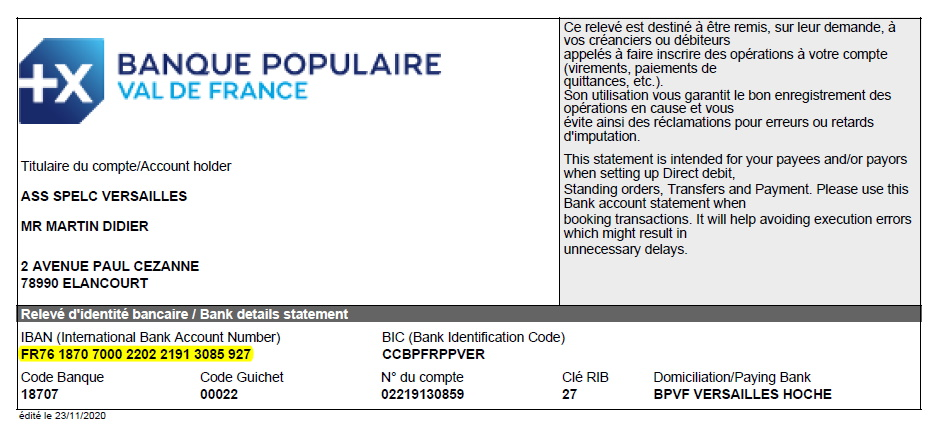 BANQUE POPULAIRE
VAL DE FRANCE
Titulaire du compte/Account holder
ASS SPELC VERSAILLES
MR MARTIN DIDIER
2 AVENUE PAUL CEZANNE
78990 ELANCOURT
Ce relevé est destiné à être remis, sur leur demande, à
vos créanciers ou débiteurs
appelés à faire inscrire des opérations à votre compte
(virements, paiements de
quittances, etc.).
Son utilisation vous garantit le bon enregistrement des
opérations en cause et vous
évite ainsi des réclamations pour erreurs ou retards
d'imputation.
This statement is intended for your payees and/or payors
when setting up Direct debit,
Standing orders, Transfers and Payment. Please use this
Bank account statement when
booking transactions. It will help avoiding execution errors
which might result in
unnecessary delays.
Relevé d'identité bancaire / Bank details statement
IBAN (International Bank Account Number) BIC (Bank Identification Code)
FR76 1870 7000 2202 2191 3085 927 CCBPFRPPVER
Code Banque Code Guichet N° du compte Clé RIB Domiciliation/Paying Bank
18707 00022 02219130859 27 BPVF VERSAILLES HOCHE
édité le 23/11/2020